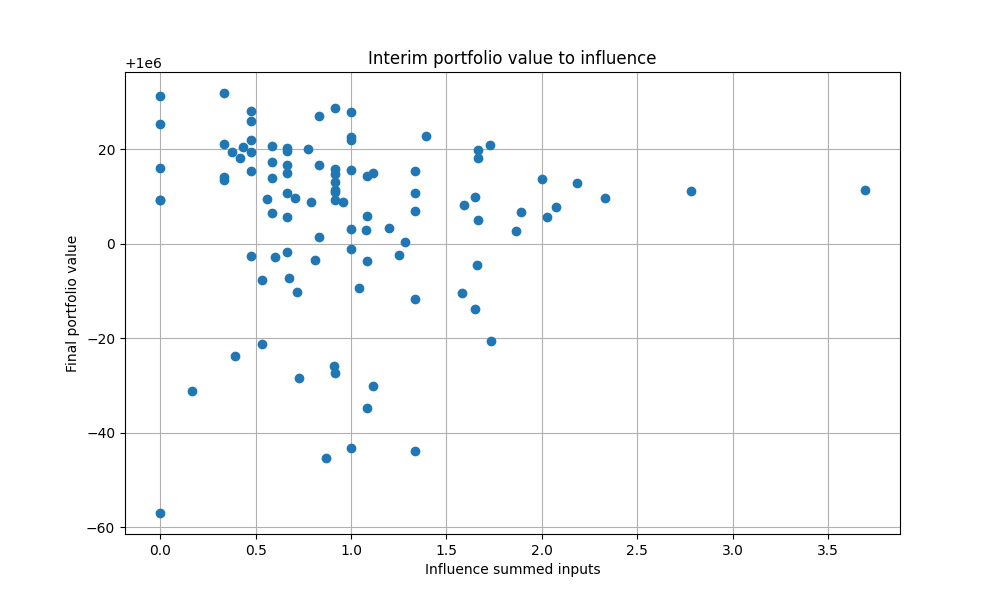 Interim portfolio value to influence
+1e6
20
0
−20
−40
−60
Final portfolio value
0.0 0.5 1.0 1.5 2.0 2.5 3.0 3.5
Influence summed inputs